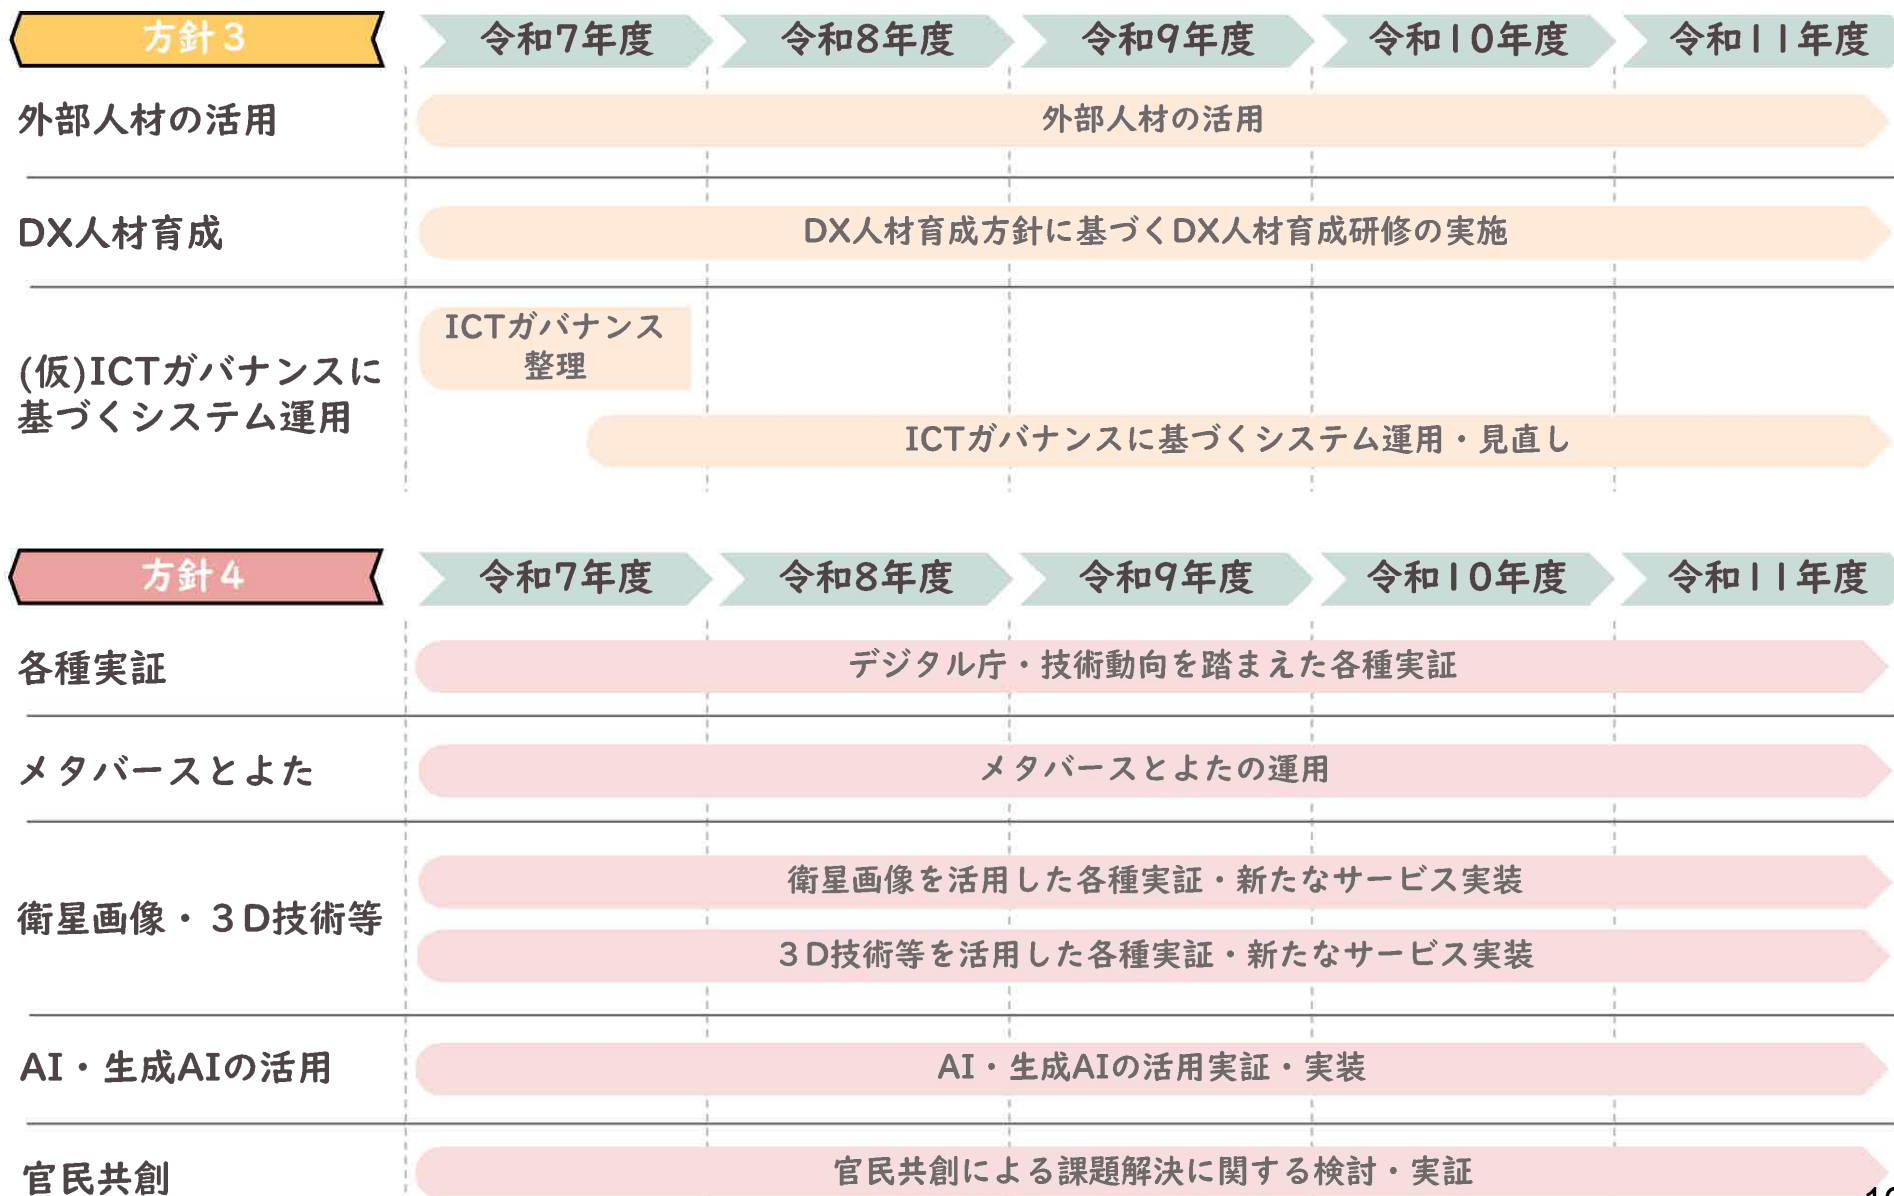 方針３ 令和7年度 令和8年度 令和9年度 令和10年度 令和11年度
外部人材の活用 外部人材の活用
DX人材育成 DX人材育成方針に基づくDX人材育成研修の実施
ICTガバナンス
整理
(仮)ICTガバナンスに
基づくシステム運用
ICTガバナンスに基づくシステム運用・見直し
方針４ 令和7年度 令和8年度 令和9年度 令和10年度 令和11年度
各種実証 デジタル庁・技術動向を踏まえた各種実証
メタバースとよた メタバースとよたの運用
衛星画像・３D技術等
衛星画像を活用した各種実証・新たなサービス実装
３D技術等を活用した各種実証・新たなサービス実装
AI・生成AIの活用 AI・生成AIの活用実証・実装
官民共創 官民共創による課題解決に関する検討・実証